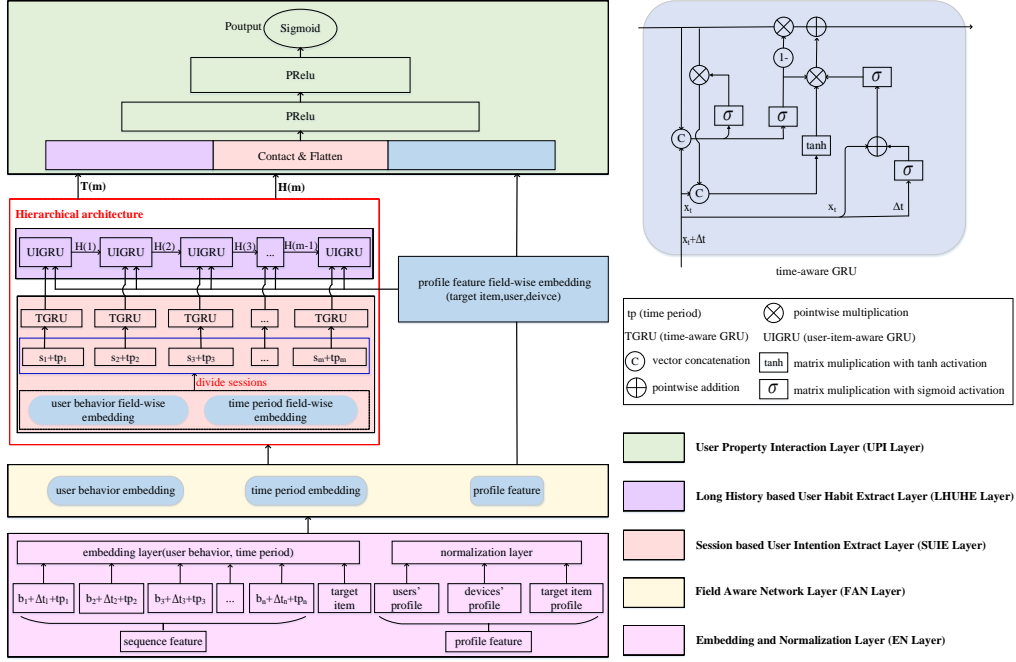 Poutput
Sigmoid
PRelu
PRelu
Contact & Flatten
T(m)
H(m)
Hierarchical architecture
UIGRU
H(1)
UIGRU
H(2)
UIGRU
H(3)
...
H(m-1)
UIGRU
profile feature field-wise embedding
(target item,user,deivce)
TGRU
TGRU
TGRU
...
TGRU
s1+tp1
s2+tp2
s3+tp3
...
sm+tpm
divide sessions
user behavior field-wise
embedding
time period field-wise
embedding
user behavior embedding
time period embedding
profile feature
embedding layer(user behavior, time period)
normalization layer
b1+Δt1+tp1
b2+Δt2+tp2
b3+Δt3+tp3
...
bn+Δtn+tpn
target
item
users'
profile
devices'
profile
target item
profile
sequence feature
profile feature
1-
σ
σ
σ
C
tanh
σ
C
xt
xt
Δt
xt+Δt
time-aware GRU
tp (time period)
pointwise multiplication
TGRU (time-aware GRU)
UIGRU (user-item-aware GRU)
C
vector concatenation
tanh
matrix muliplication with tanh activation
pointwise addition
σ
matrix muliplication with sigmoid activation
User Property Interaction Layer (UPI Layer)
Long History based User Habit Extract Layer (LHUHE Layer)
Session based User Intention Extract Layer (SUIE Layer)
Field Aware Network Layer (FAN Layer)
Embedding and Normalization Layer (EN Layer)